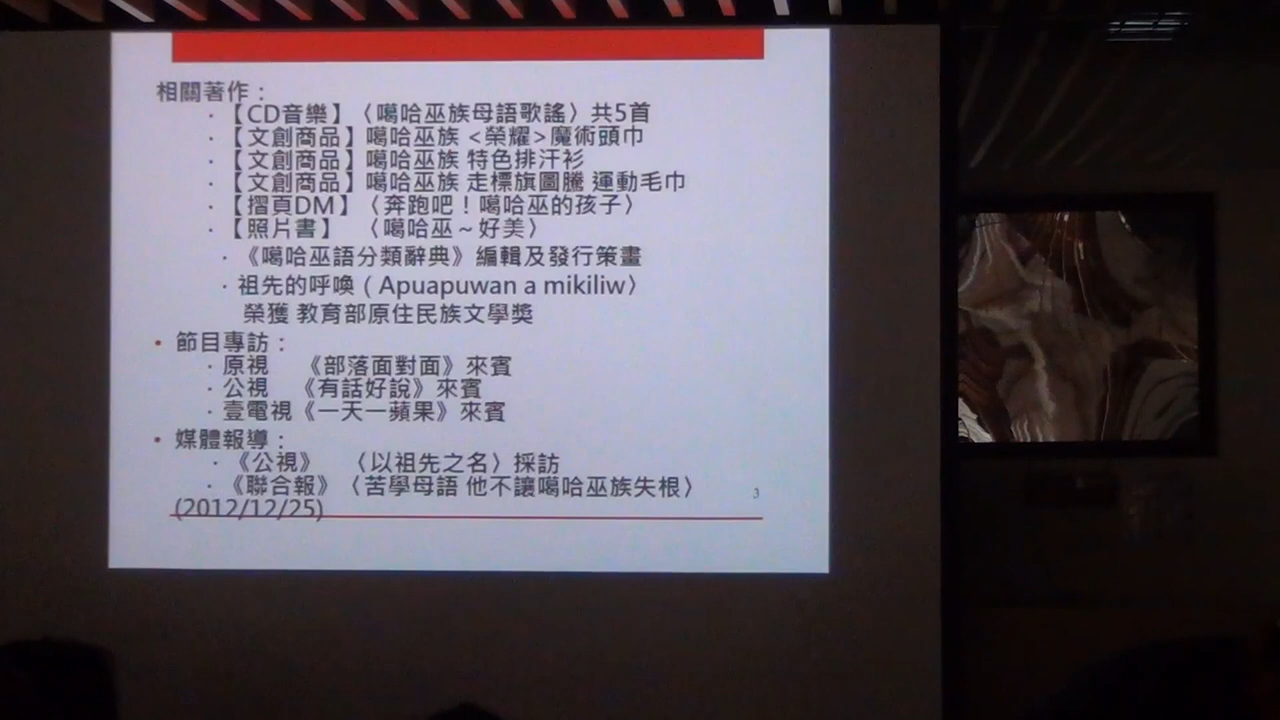 相關著作：
・【CD音樂】〈噶哈巫族母語歌謠〉共5首
・【文創商品】噶哈巫族 <榮耀>魔術頭巾
・【文創商品】噶哈巫族 特色排汗衫
・【文創商品】噶哈巫族 走標旗圖騰 運動毛巾
・【摺頁DM】〈奔跑吧！噶哈巫的孩子〉
・【照片書】 〈噶哈巫～好美〉
・《噶哈巫語分類辭典》編輯及發行策畫
・祖先的呼喚（Apuapuwan a mikiliw〉
榮獲 教育部原住民族文學獎
• 節目專訪：
・原視 《部落面對面》來賓
・公視 《有話好說》來賓
・壹電視《一天一蘋果》來賓
• 媒體報導：
・《公視》 〈以祖先之名〉採訪
・《聯合報》〈苦學母語 他不讓噶哈巫族失根〉
(2012/12/25)
3